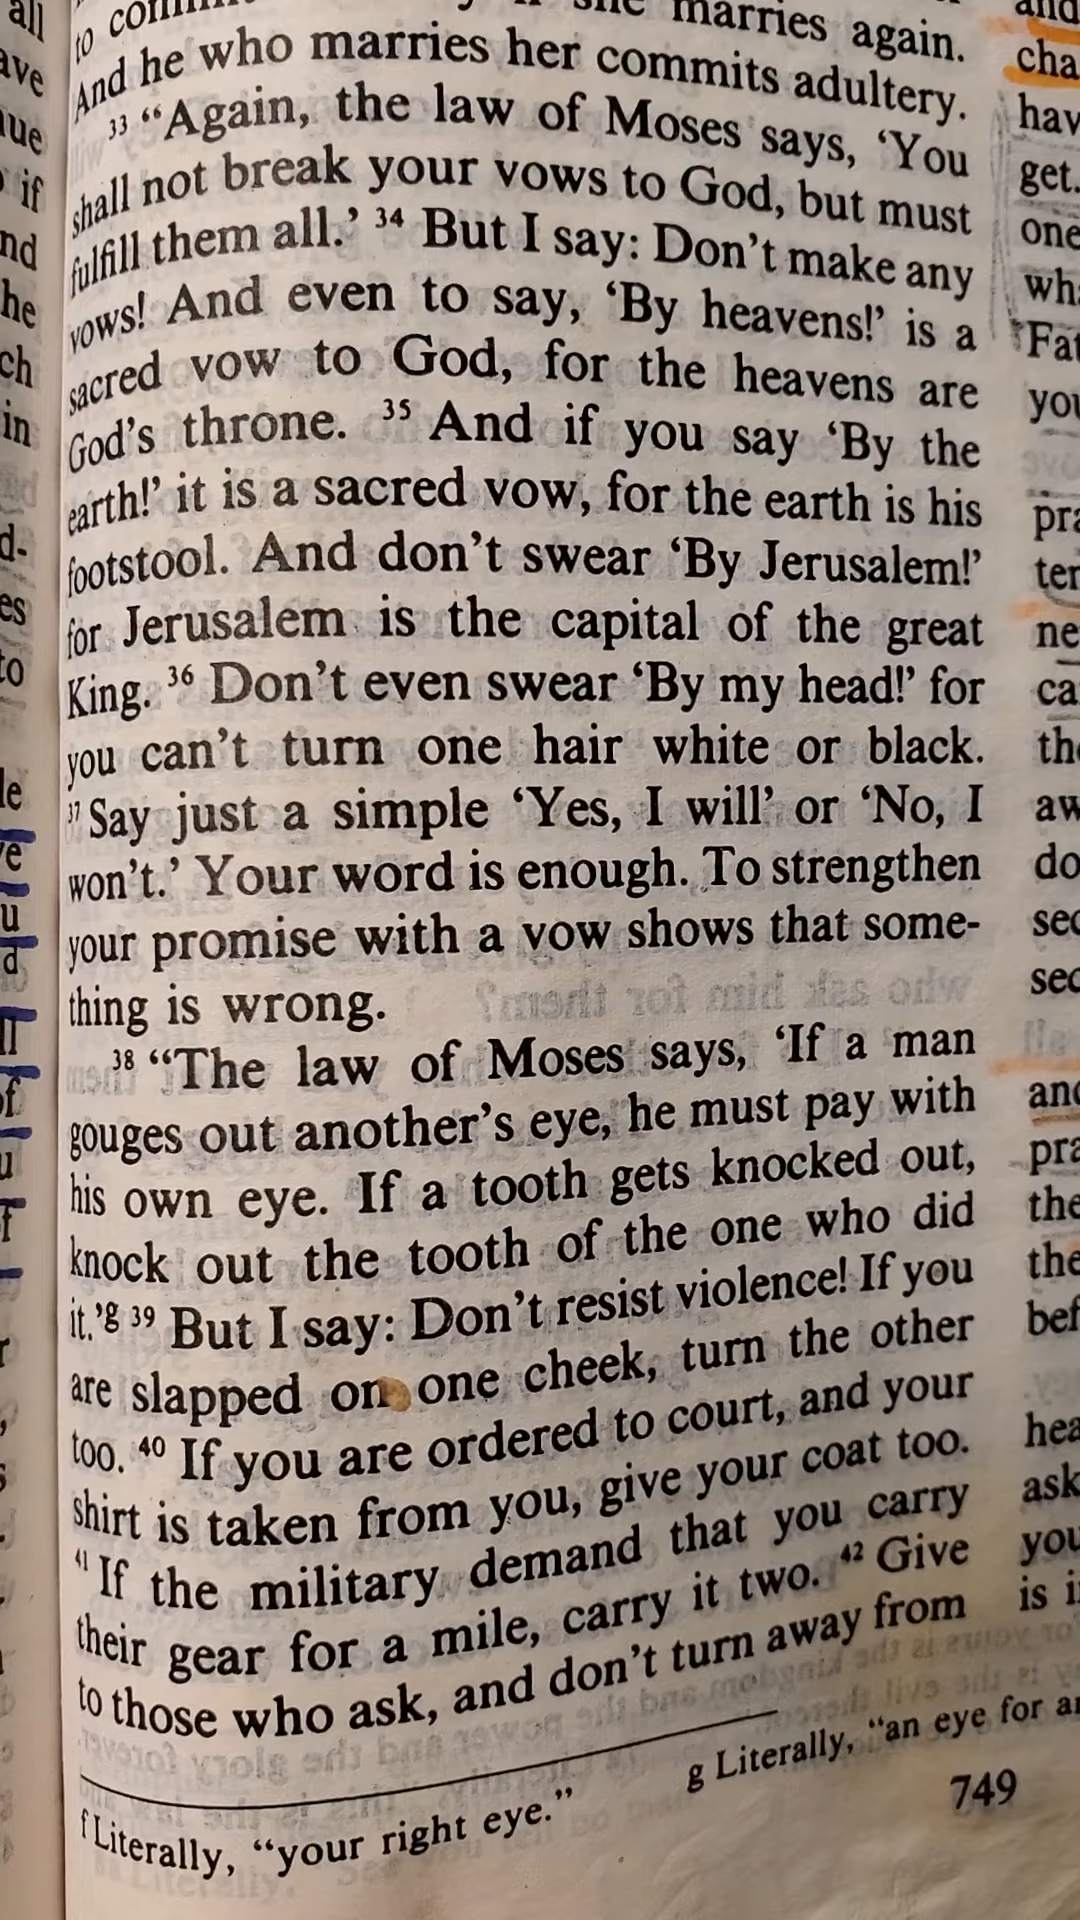 to com she marries again.
And he who marries her commits adultery.
33 “Again, the law of Moses says, ‘You
shall not break your vows to God, but must
fulfill them all.’ 34 But I say: Don’t make any
vows! And even to say, ‘By heavens!’ is a
sacred vow to God, for the heavens are
God’s throne. 35 And if you say ‘By the
earth!’ it is a sacred vow, for the earth is his
footstool. And don’t swear ‘By Jerusalem!’
for Jerusalem is the capital of the great
King. 36 Don’t even swear ‘By my head!’ for
you can’t turn one hair white or black.
37 Say just a simple ‘Yes, I will’ or ‘No, I
won’t.’ Your word is enough. To strengthen
your promise with a vow shows that some-
thing is wrong.
38 “The law of Moses says, ‘If a man
gouges out another’s eye, he must pay with
his own eye. If a tooth gets knocked out,
knock out the tooth of the one who did
it.’g 39 But I say: Don’t resist violence! If you
are slapped on one cheek, turn the other
too. 40 If you are ordered to court, and your
shirt is taken from you, give your coat too.
41 If the military demand that you carry
their gear for a mile, carry it two. 42 Give
to those who ask, and don’t turn away from
f Literally, “your right eye.”
g Literally, “an eye for an
749